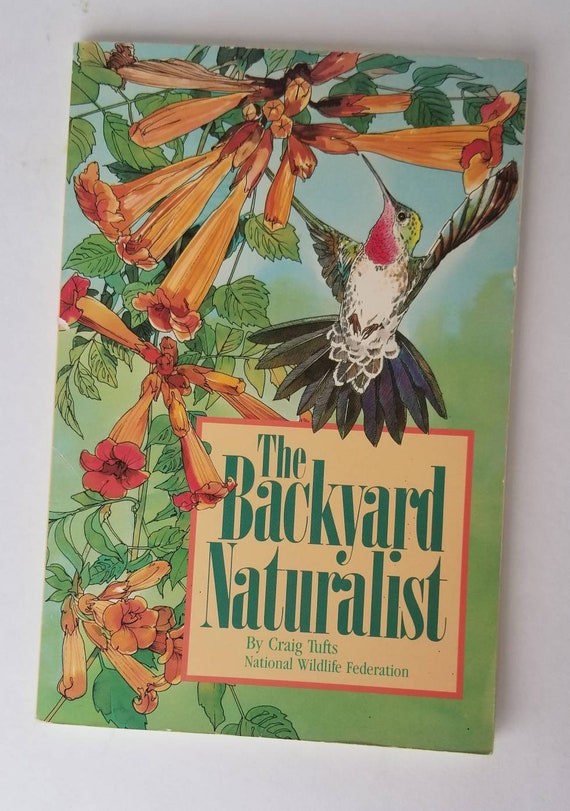 The
Backyard
Naturalist
By Craig Tufts
National Wildlife Federation